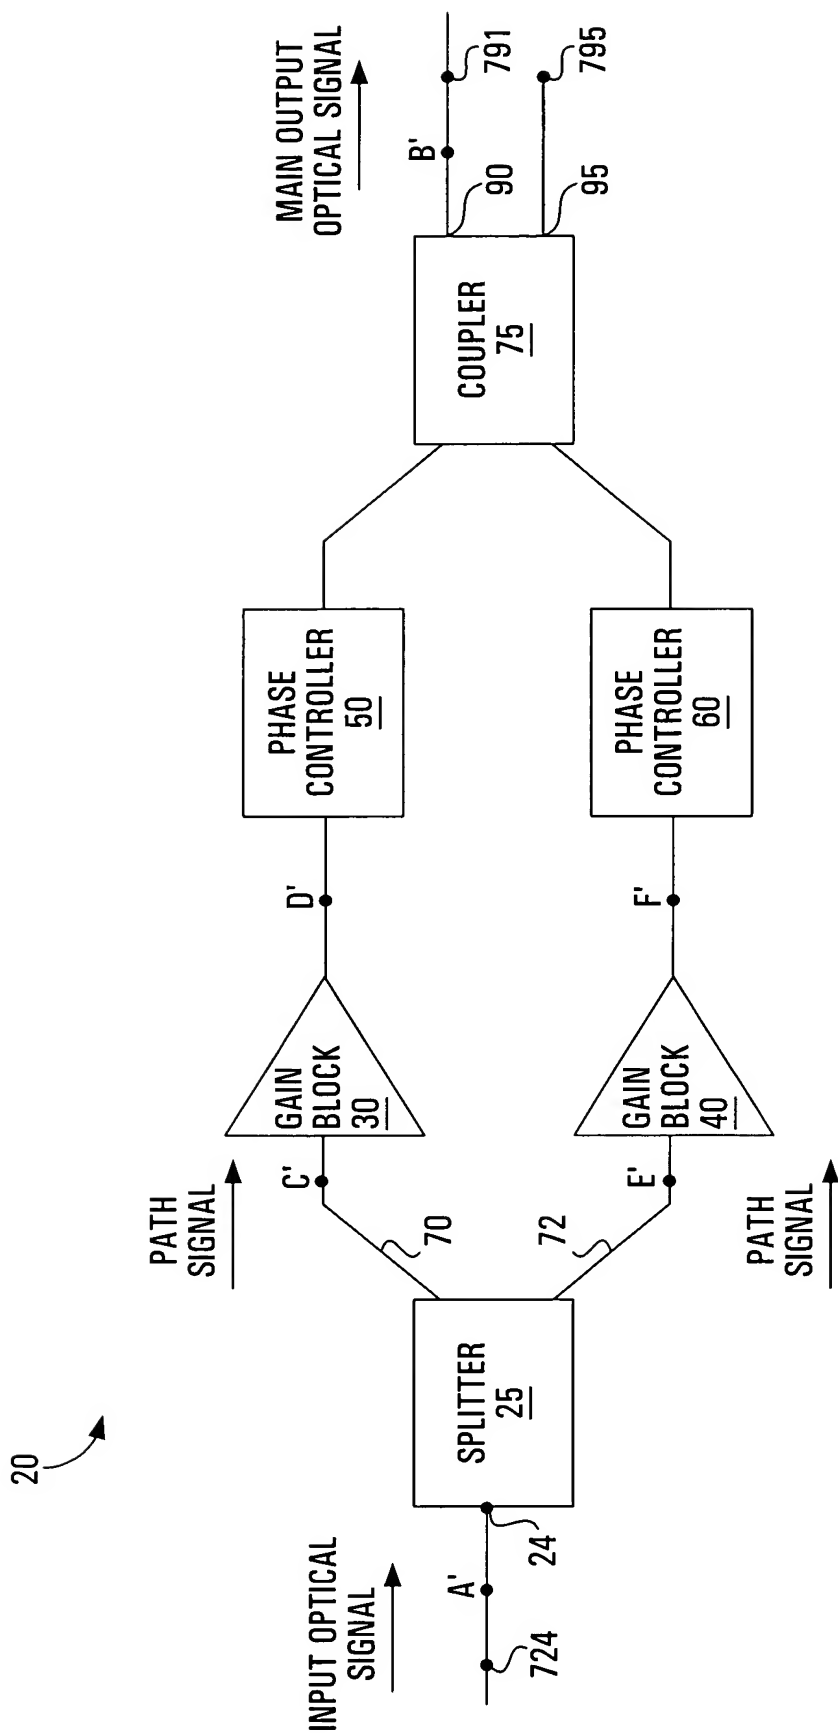 20
INPUT OPTICAL
SIGNAL
724
A'
24
SPLITTER
25
PATH
SIGNAL
70
C'
GAIN
BLOCK
30
D'
PHASE
CONTROLLER
50
72
E'
PATH
SIGNAL
GAIN
BLOCK
40
F'
PHASE
CONTROLLER
60
COUPLER
75
MAIN OUTPUT
OPTICAL SIGNAL
B'
90
791
95
795